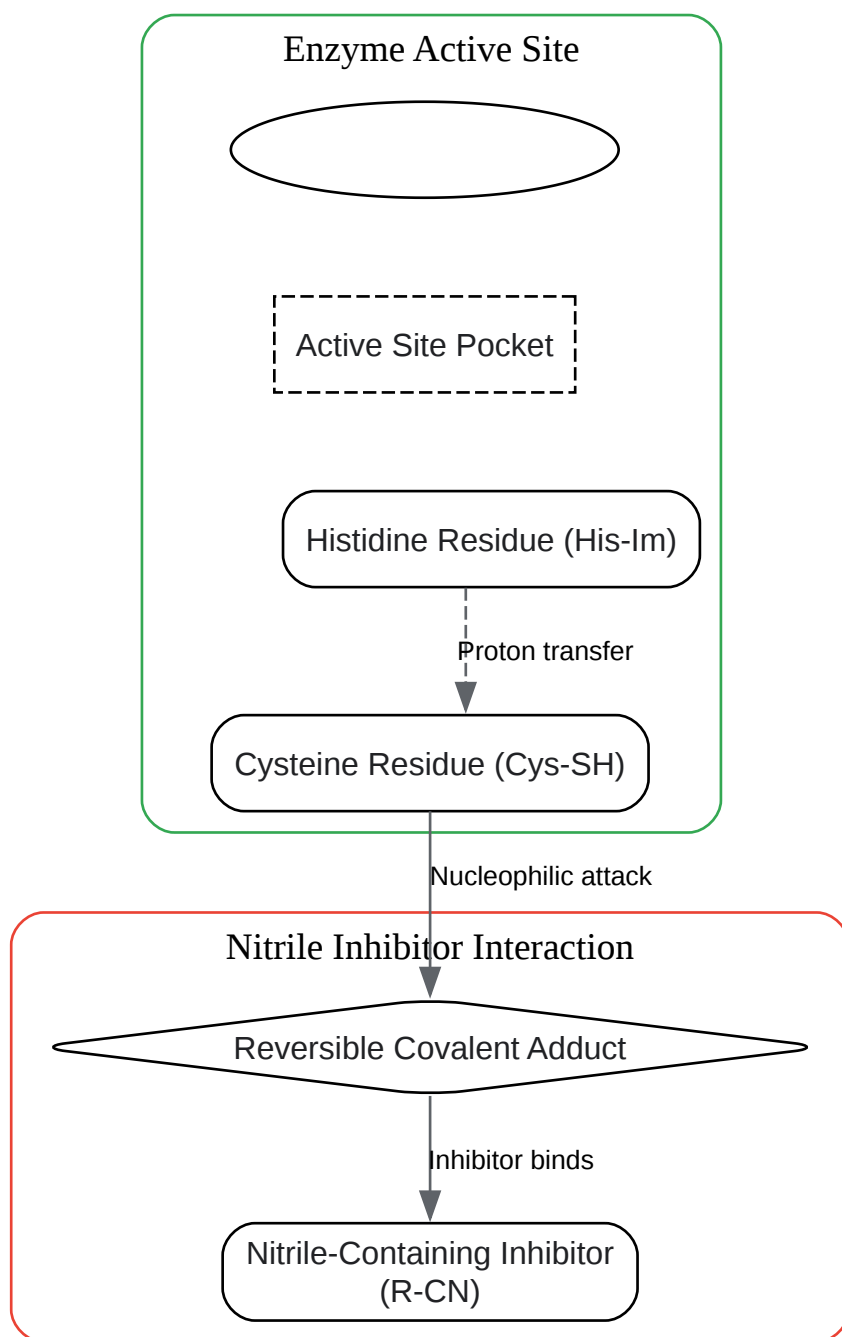 Enzyme Active Site
Active Site Pocket
Histidine Residue (His-Im)
Proton transfer
Cysteine Residue (Cys-SH)
Nucleophilic attack
Nitrile Inhibitor Interaction
Reversible Covalent Adduct
Inhibitor binds
Nitrile-Containing Inhibitor
(R-CN)